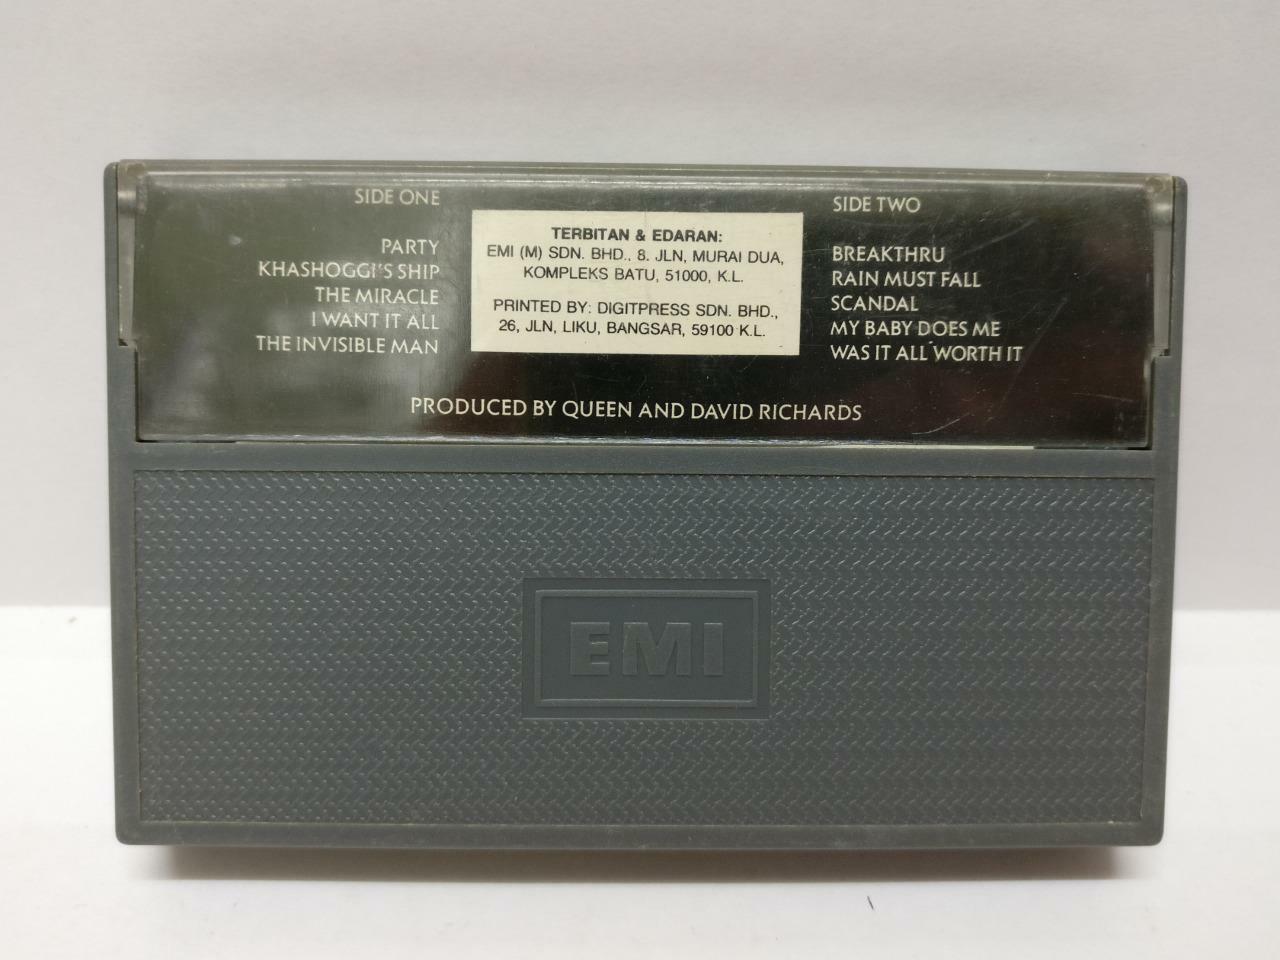 SIDE ONE
PARTY
KHASHOGGI'S SHIP
THE MIRACLE
I WANT IT ALL
THE INVISIBLE MAN
TERBITAN & EDARAN:
EMI (M) SDN. BHD., 8. JLN, MURAI DUA,
KOMPLEKS BATU, 51000, K.L.
PRINTED BY: DIGITPRESS SDN. BHD.,
26, JLN, LIKU, BANGSAR, 59100 K.L.
SIDE TWO
BREAKTHRU
RAIN MUST FALL
SCANDAL
MY BABY DOES ME
WAS IT ALL WORTH IT
PRODUCED BY QUEEN AND DAVID RICHARDS
EMI